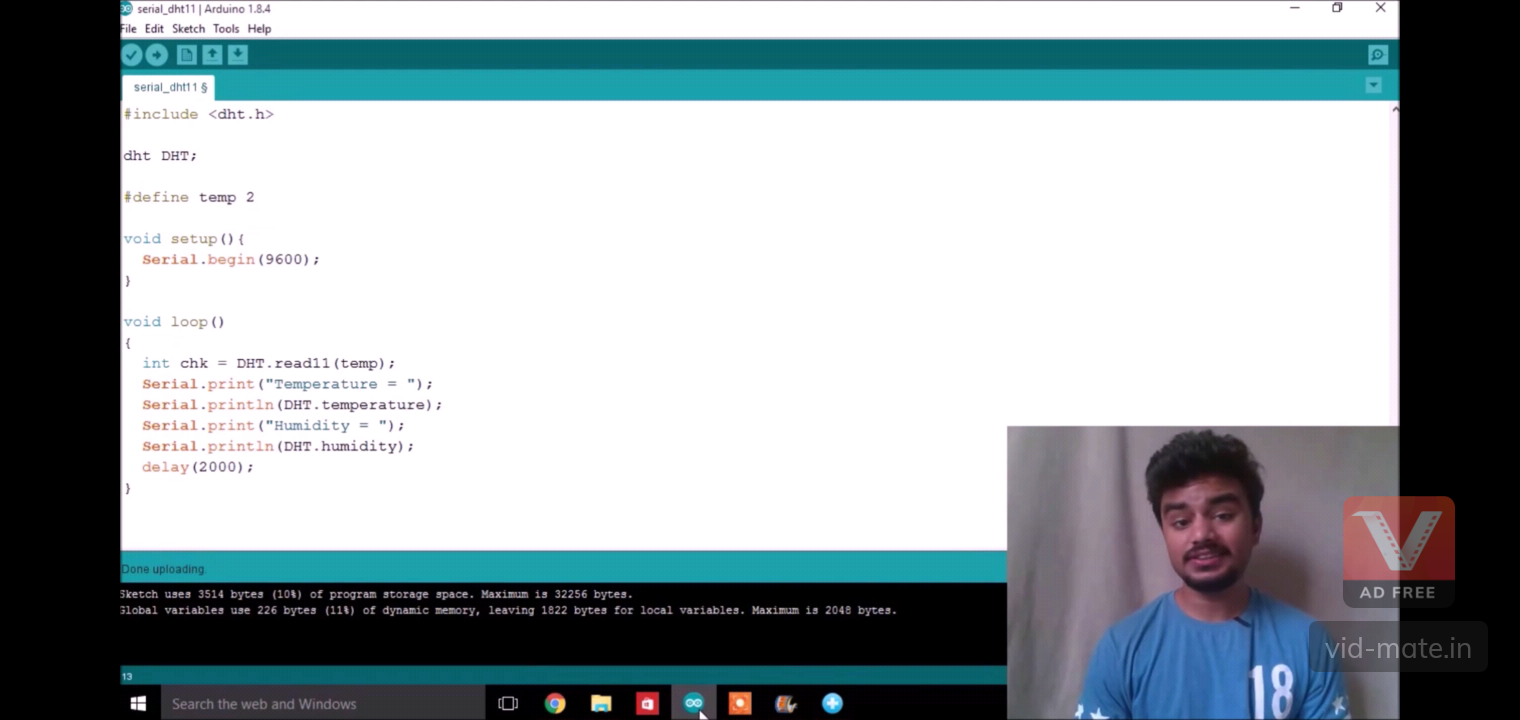 serial_dht11 | Arduino 1.8.4
File Edit Sketch Tools Help
serial_dht11 §
#include <dht.h>
dht DHT;
#define temp 2
void setup(){
Serial.begin(9600);
}
void loop()
{
int chk = DHT.read11(temp);
Serial.print("Temperature = ");
Serial.println(DHT.temperature);
Serial.print("Humidity = ");
Serial.println(DHT.humidity);
delay(2000);
}
Done uploading.
Sketch uses 3514 bytes (10%) of program storage space. Maximum is 32256 bytes.
Global variables use 226 bytes (11%) of dynamic memory, leaving 1822 bytes for local variables. Maximum is 2048 bytes.
13
Search the web and Windows
18
AD FREE
vid-mate.in